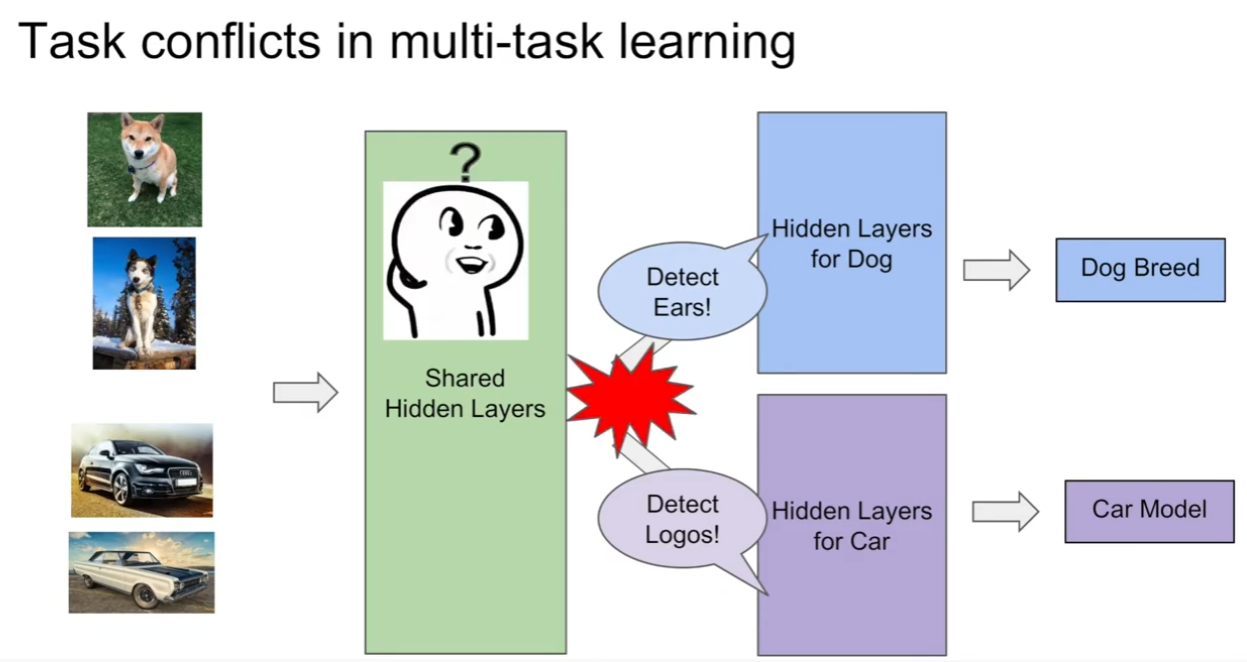 Task conflicts in multi-task learning
?
Shared
Hidden Layers
Detect
Ears!
Hidden Layers
for Dog
Dog Breed
Detect
Logos!
Hidden Layers
for Car
Car Model